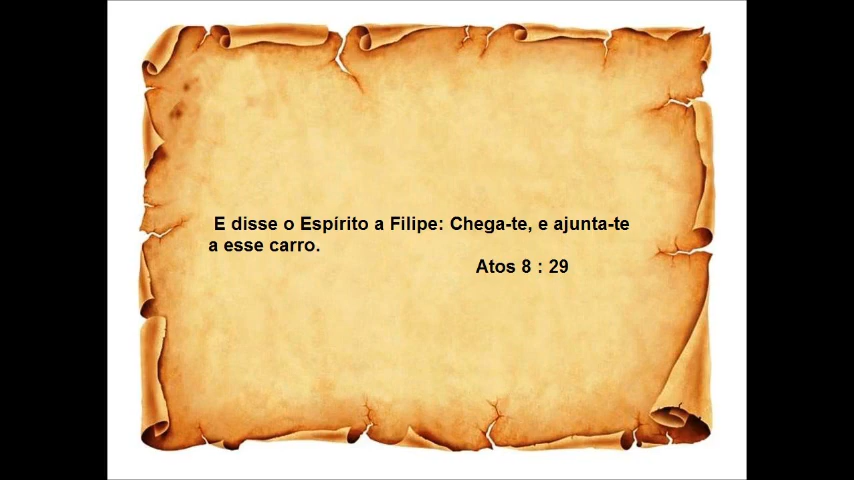 E disse o Espírito a Filipe: Chega-te, e ajunta-te
a esse carro.
Atos 8 : 29